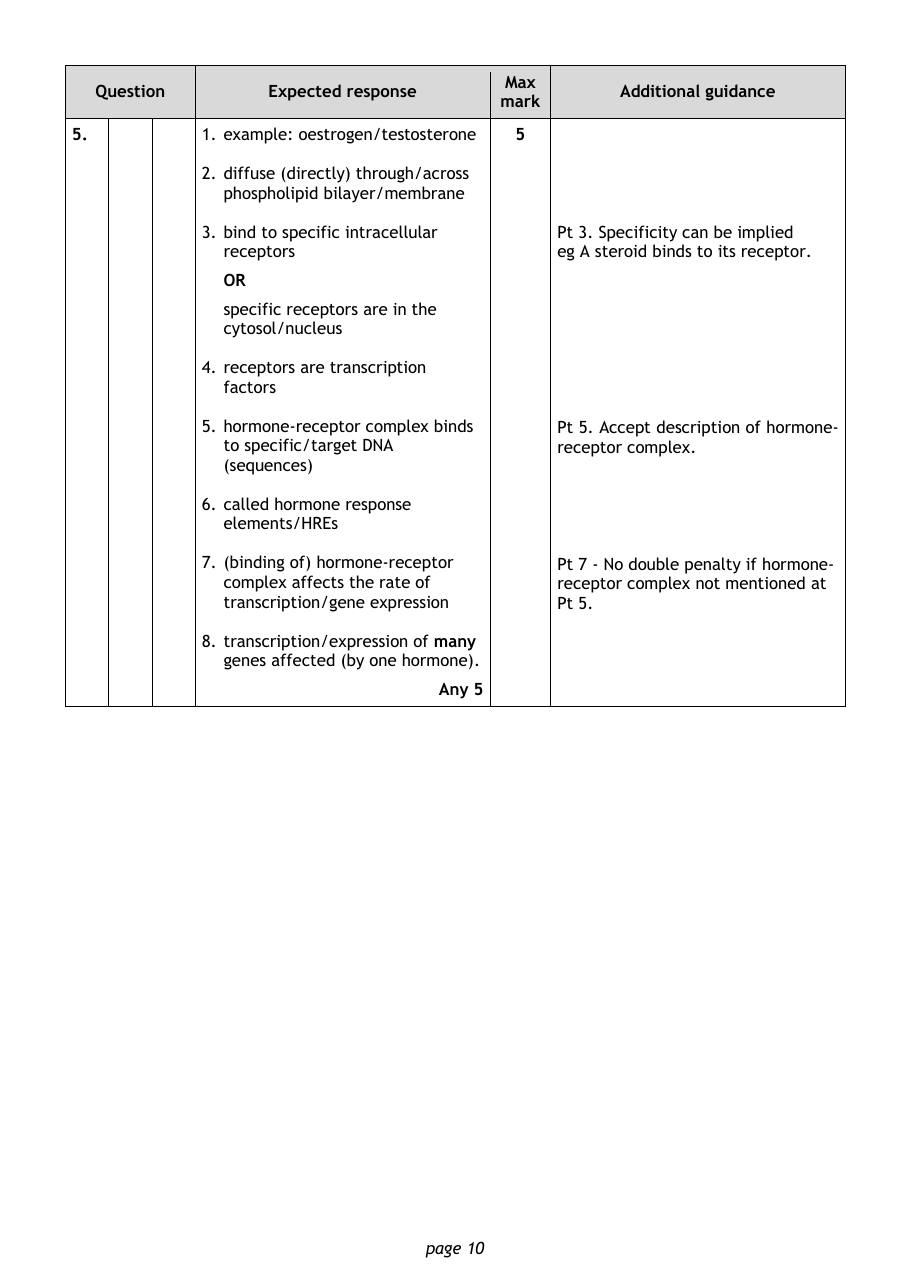 Question
Expected response
Max
mark
Additional guidance
5.
1. example: oestrogen/testosterone
5
2. diffuse (directly) through/across
phospholipid bilayer/membrane
3. bind to specific intracellular
receptors
Pt 3. Specificity can be implied
eg A steroid binds to its receptor.
OR
specific receptors are in the
cytosol/nucleus
4. receptors are transcription
factors
5. hormone-receptor complex binds
to specific/target DNA
(sequences)
Pt 5. Accept description of hormone-
receptor complex.
6. called hormone response
elements/HREs
7. (binding of) hormone-receptor
complex affects the rate of
transcription/gene expression
Pt 7 - No double penalty if hormone-
receptor complex not mentioned at
Pt 5.
8. transcription/expression of many
genes affected (by one hormone).
Any 5
page 10